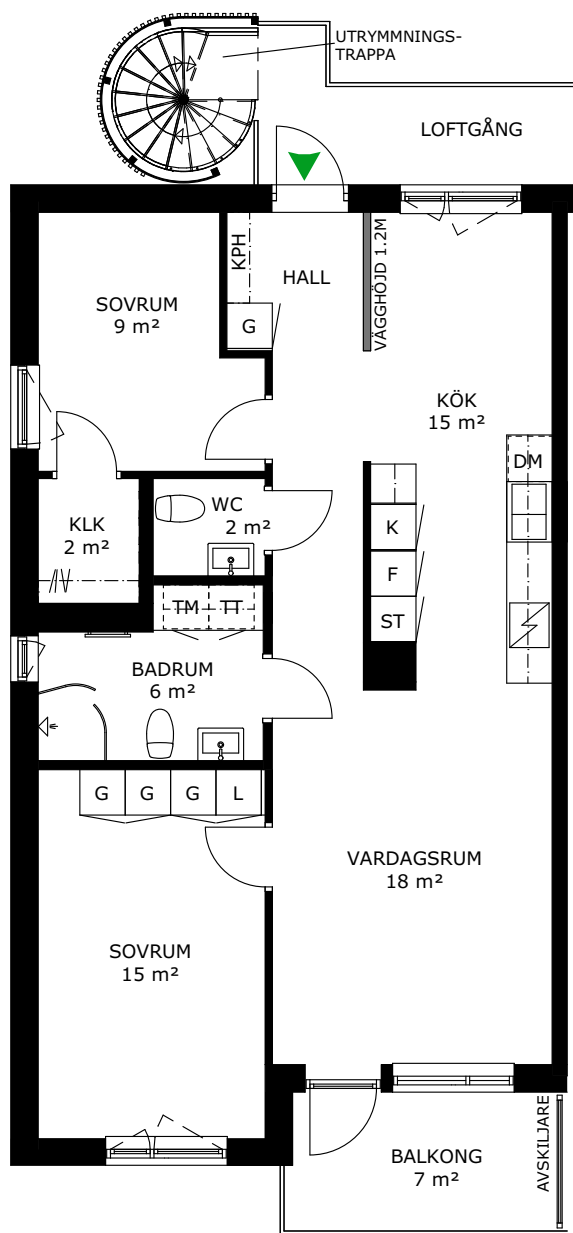 UTRYMMNINGS-
TRAPPA
LOFTGÅNG
KPH
HALL
VÄGGHÖJD 1.2M
SOVRUM
9 m²
G
KÖK
15 m²
DM
WC
2 m²
KLK
2 m²
K
F
ST
TM
TT
BADRUM
6 m²
G
G
G
L
VARDAGSRUM
18 m²
SOVRUM
15 m²
BALKONG
7 m²
AVSKILJARE